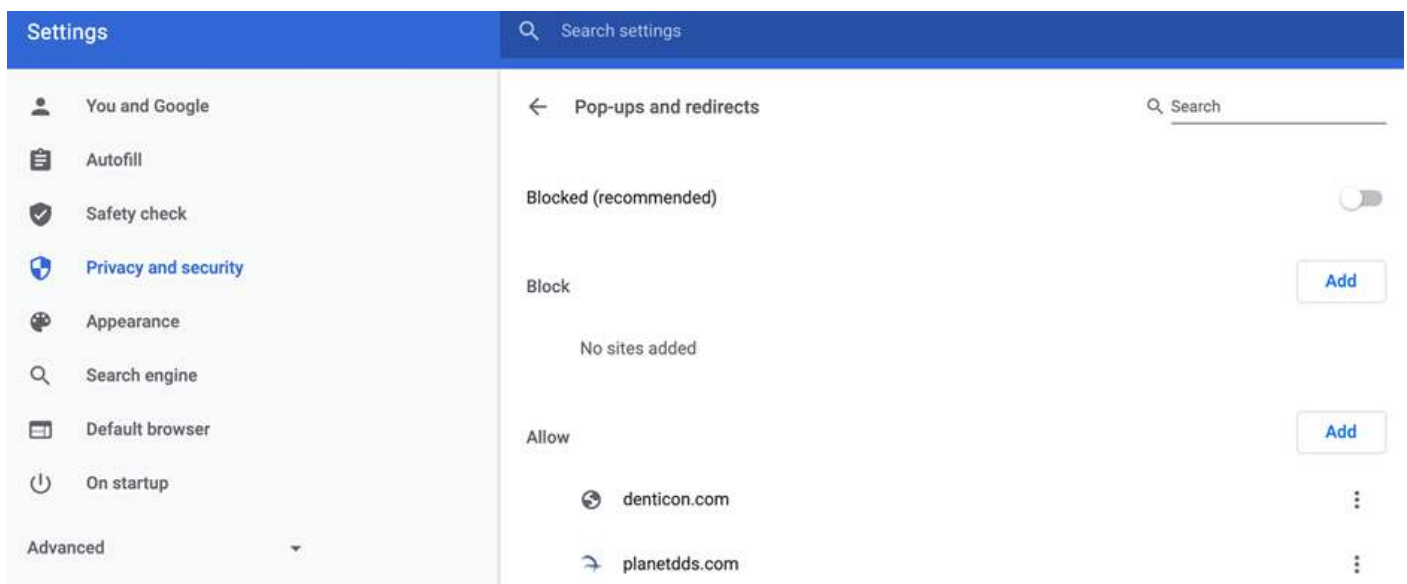 Settings
Search settings
You and Google
Autofill
Safety check
Privacy and security
Appearance
Search engine
Default browser
On startup
Advanced
Pop-ups and redirects
Search
Blocked (recommended)
Block
Add
No sites added
Allow
Add
denticon.com
planetdds.com